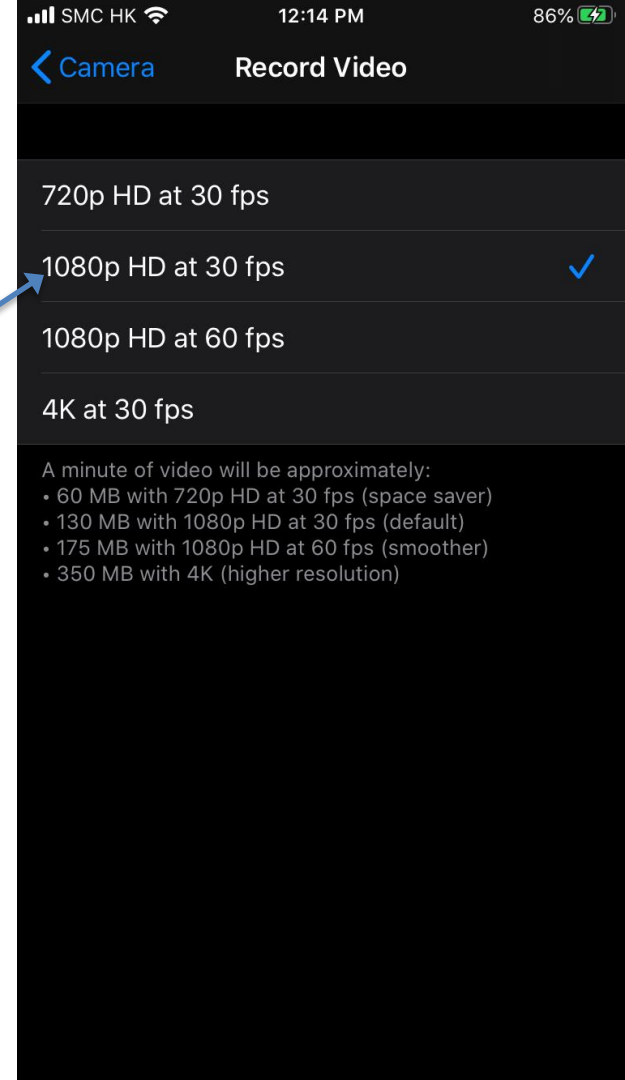 SMC HK 12:14 PM 86%
Camera Record Video
720p HD at 30 fps
1080p HD at 30 fps
1080p HD at 60 fps
4K at 30 fps
A minute of video will be approximately:
• 60 MB with 720p HD at 30 fps (space saver)
• 130 MB with 1080p HD at 30 fps (default)
• 175 MB with 1080p HD at 60 fps (smoother)
• 350 MB with 4K (higher resolution)